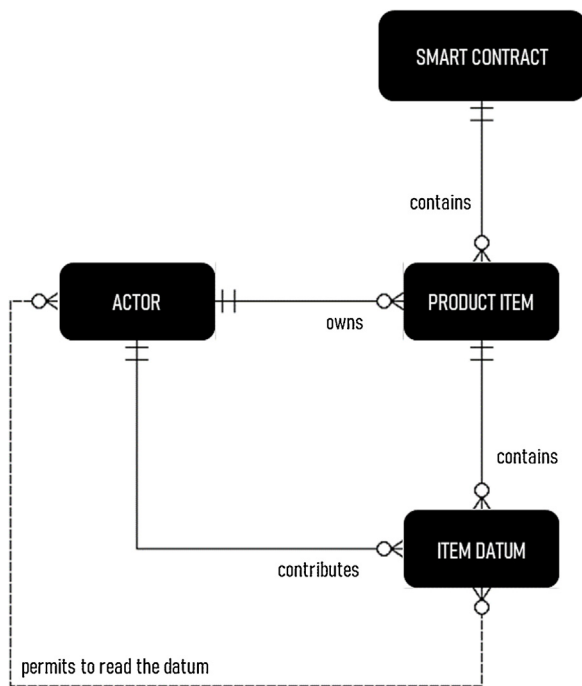 SMART CONTRACT
contains
ACTOR
PRODUCT ITEM
owns
contains
ITEM DATUM
contributes
permits to read the datum